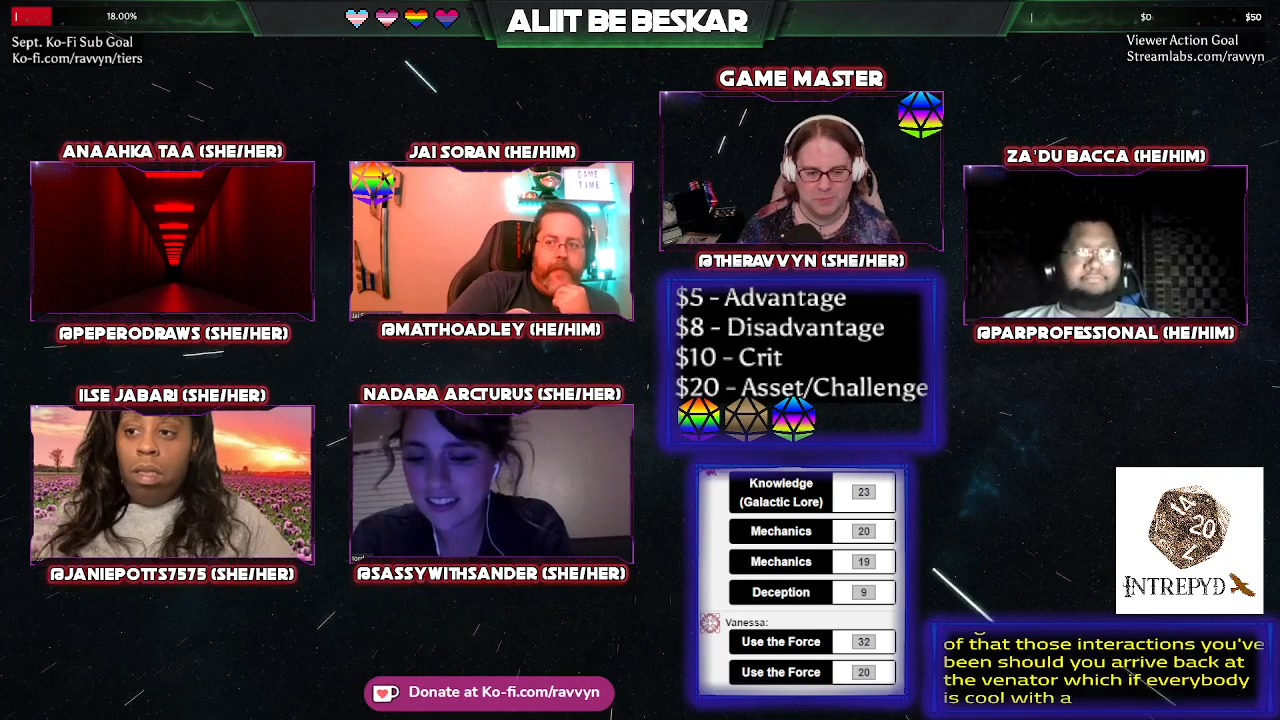 18.00%
Sept. Ko-Fi Sub Goal
Ko-fi.com/ravvyn/tiers
ALIIT BE BESKAR
$0
$50
Viewer Action Goal
Streamlabs.com/ravvyn
GAME MASTER
@THERAVVYN (SHE/HER)
ANAAHKA TAA (SHE/HER)
@PEPERODRAWS (SHE/HER)
JAI SORAN (HE/HIM)
GAME
TIME
@MATTHOADLEY (HE/HIM)
ZA'DU BACCA (HE/HIM)
@PARPROFESSIONAL (HE/HIM)
ILSE JABARI (SHE/HER)
@JANIEPOTTS7575 (SHE/HER)
NADARA ARCTURUS (SHE/HER)
@SASSYWITHSANDER (SHE/HER)
$5 - Advantage
$8 - Disadvantage
$10 - Crit
$20 - Asset/Challenge
Knowledge
(Galactic Lore) 23
Mechanics 20
Mechanics 19
Deception 9
Vanessa:
Use the Force 32
Use the Force 20
12
20
INTREPYD
of that those interactions you've
been should you arrive back at
the venator which if everybody
is cool with a
Donate at Ko-fi.com/ravvyn